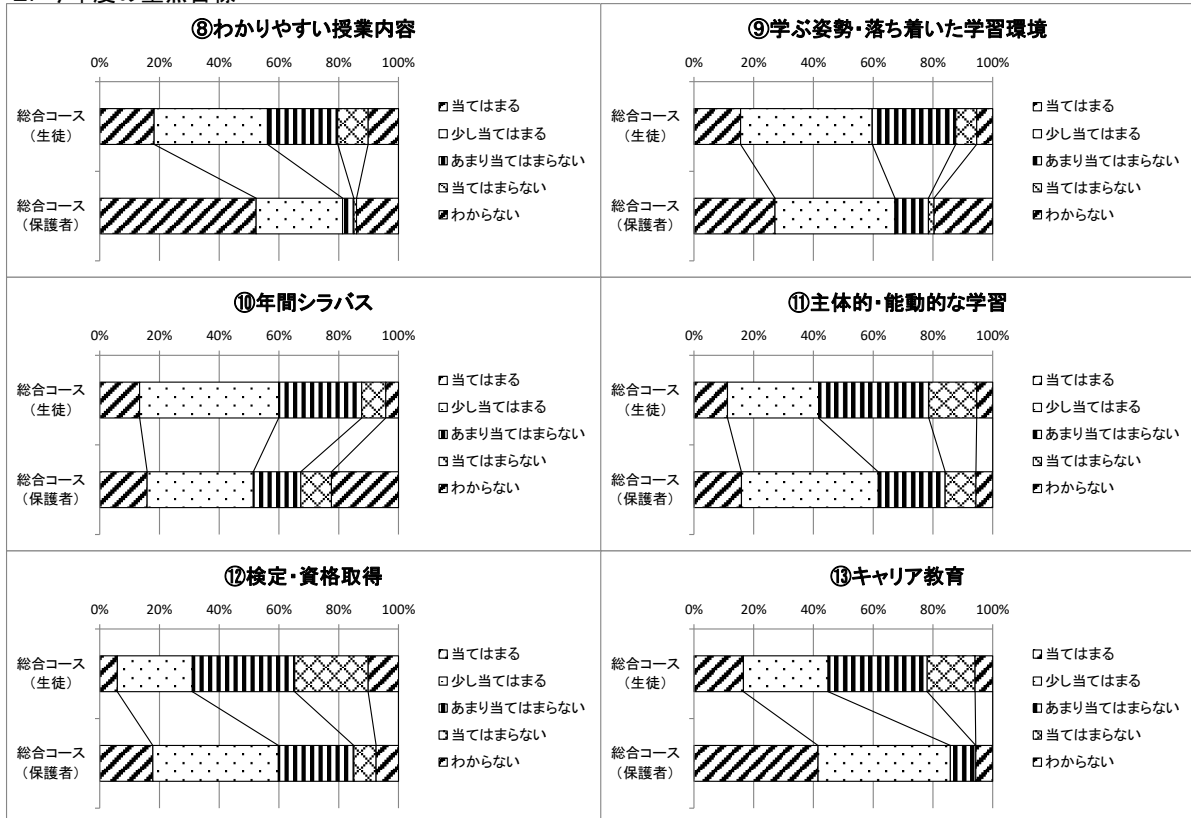 ⑧わかりやすい授業内容
0% 20% 40% 60% 80% 100%
総合コース
（生徒）
総合コース
（保護者）
当てはまる
少し当てはまる
あまり当てはまらない
当てはまらない
わからない
⑨学ぶ姿勢・落ち着いた学習環境
0% 20% 40% 60% 80% 100%
総合コース
（生徒）
総合コース
（保護者）
当てはまる
少し当てはまる
あまり当てはまらない
当てはまらない
わからない
⑩年間シラバス
0% 20% 40% 60% 80% 100%
総合コース
（生徒）
総合コース
（保護者）
当てはまる
少し当てはまる
あまり当てはまらない
当てはまらない
わからない
⑪主体的・能動的な学習
0% 20% 40% 60% 80% 100%
総合コース
（生徒）
総合コース
（保護者）
当てはまる
少し当てはまる
あまり当てはまらない
当てはまらない
わからない
⑫検定・資格取得
0% 20% 40% 60% 80% 100%
総合コース
（生徒）
総合コース
（保護者）
当てはまる
少し当てはまる
あまり当てはまらない
当てはまらない
わからない
⑬キャリア教育
0% 20% 40% 60% 80% 100%
総合コース
（生徒）
総合コース
（保護者）
当てはまる
少し当てはまる
あまり当てはまらない
当てはまらない
わからない